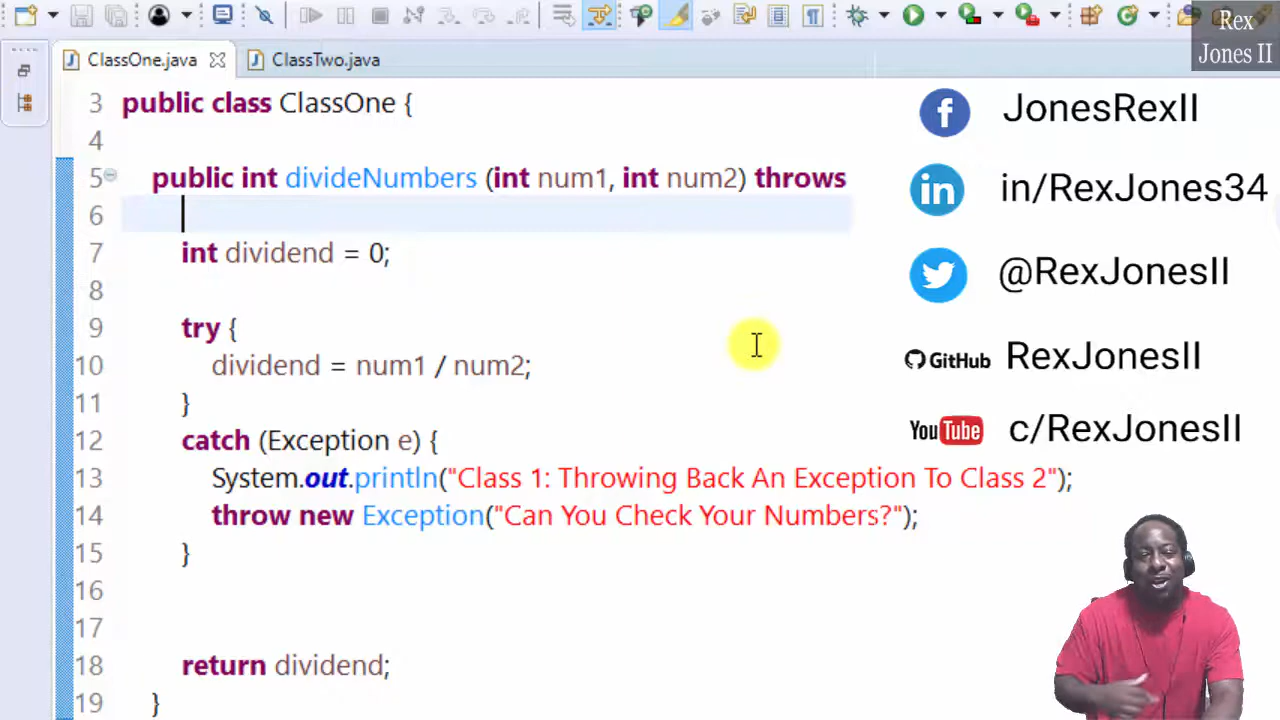 Rex
Jones II
ClassOne.java
ClassTwo.java
3 public class ClassOne {
4
5 public int divideNumbers (int num1, int num2) throws
6
7 int dividend = 0;
8
9 try {
10 dividend = num1 / num2;
11 }
12 catch (Exception e) {
13 System.out.println("Class 1: Throwing Back An Exception To Class 2");
14 throw new Exception("Can You Check Your Numbers?");
15 }
16
17
18 return dividend;
19 }
JonesRexII
in/RexJones34
@RexJonesII
GitHub RexJonesII
YouTube c/RexJonesII